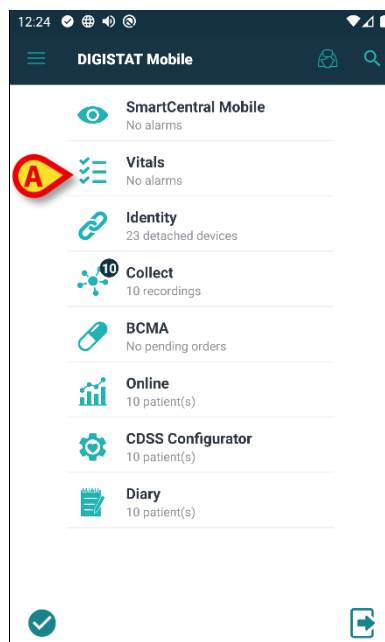 12:24
DIGISTAT Mobile
SmartCentral Mobile
No alarms
A
Vitals
No alarms
Identity
23 detached devices
10
Collect
10 recordings
BCMA
No pending orders
Online
10 patient(s)
CDSS Configurator
10 patient(s)
Diary
10 patient(s)